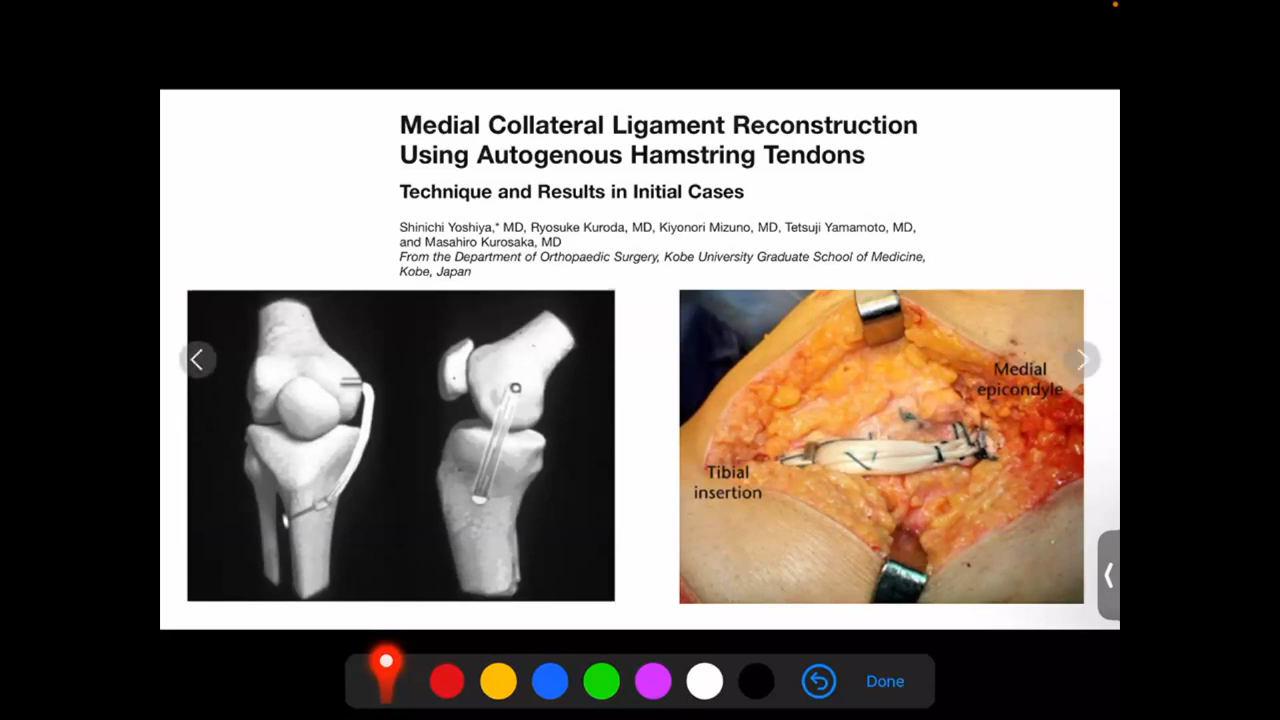 Medial Collateral Ligament Reconstruction
Using Autogenous Hamstring Tendons
Technique and Results in Initial Cases
Shinichi Yoshiya,* MD, Ryosuke Kuroda, MD, Kiyonori Mizuno, MD, Tetsuji Yamamoto, MD,
and Masahiro Kurosaka, MD
From the Department of Orthopaedic Surgery, Kobe University Graduate School of Medicine,
Kobe, Japan
Medial
epicondyle
Tibial
insertion
Done